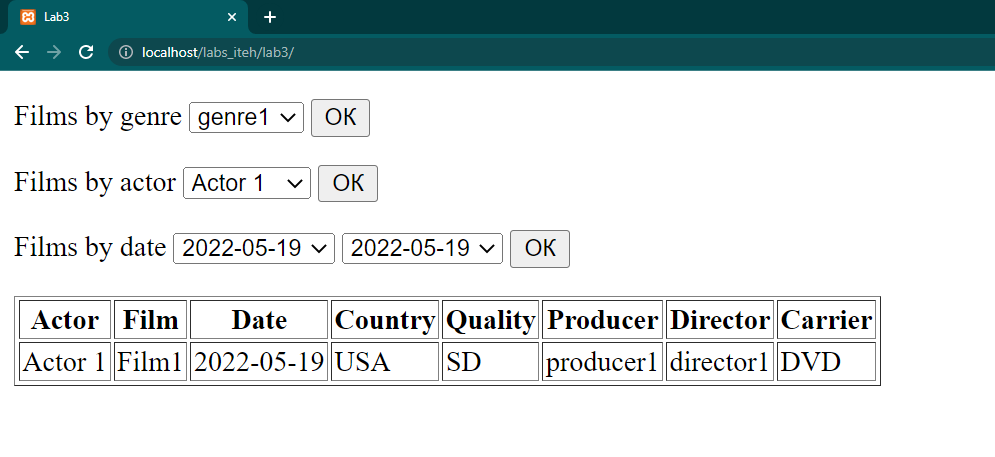 Lab3
localhost/labs_iteh/lab3/
Films by genre genre1 OK
Films by actor Actor 1 OK
Films by date 2022-05-19 2022-05-19 OK
Actor Film Date Country Quality Producer Director Carrier
Actor 1 Film1 2022-05-19 USA SD producer1 director1 DVD